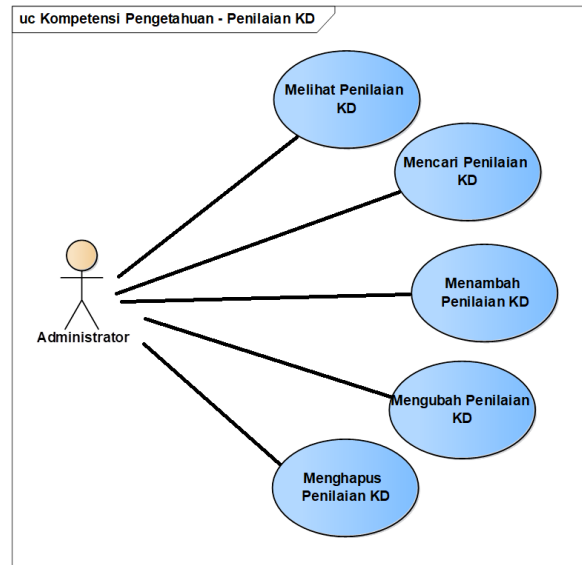 uc Kompetensi Pengetahuan - Penilaian KD
Melihat Penilaian
KD
Mencari Penilaian
KD
Menambah
Penilaian KD
Administrator
Mengubah Penilaian
KD
Menghapus
Penilaian KD